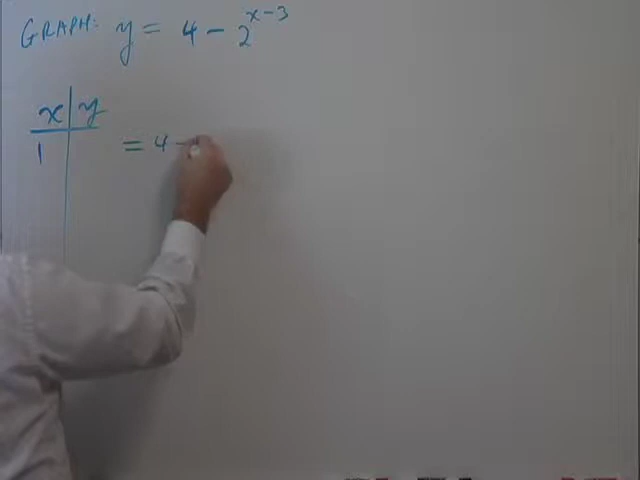 GRAPH: y = 4 - 2^{x-3}
x y
1 = 4 -